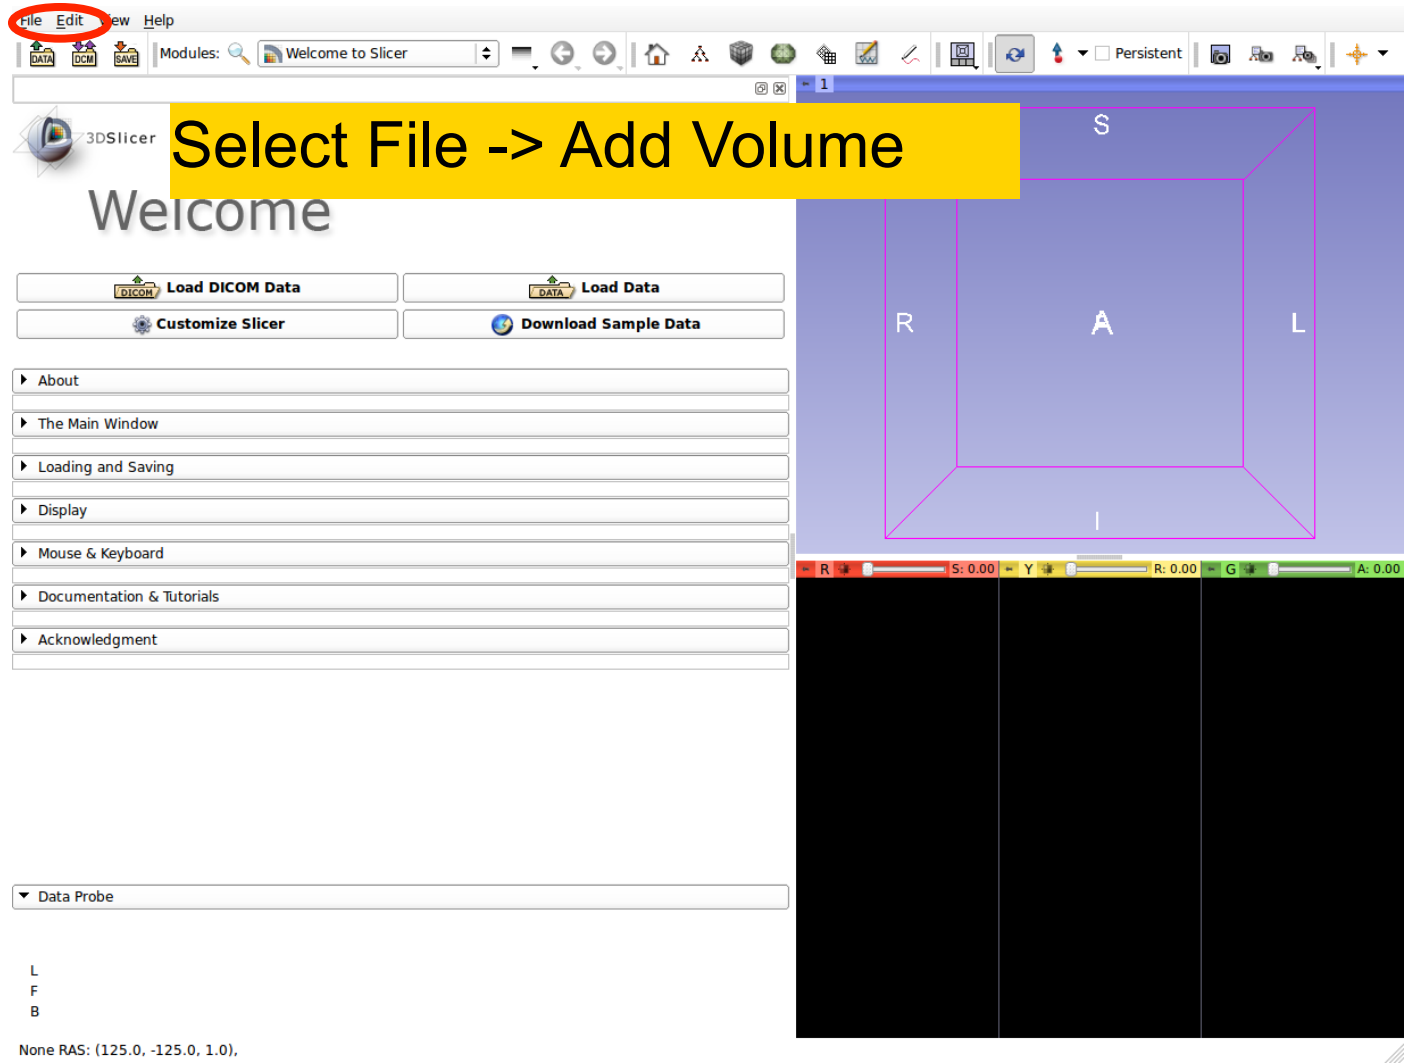 File Edit View Help
DATA DCM SAVE Modules: Welcome to Slicer Persistent
1
3DSlicer
Select File -> Add Volume
Welcome
S
DICOM Load DICOM Data DATA Load Data
Customize Slicer Download Sample Data
R A L
About
The Main Window
Loading and Saving
Display
I
Mouse & Keyboard
R S: 0.00 Y R: 0.00 G A: 0.00
Documentation & Tutorials
Acknowledgment
Data Probe
L
F
B
None RAS: (125.0, -125.0, 1.0),